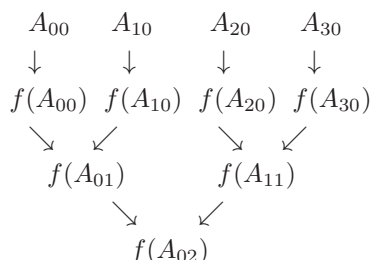 A₀₀ A₁₀ A₂₀ A₃₀
f(A₀₀) f(A₁₀) f(A₂₀) f(A₃₀)
f(A₀₁) f(A₁₁)
f(A₀₂)